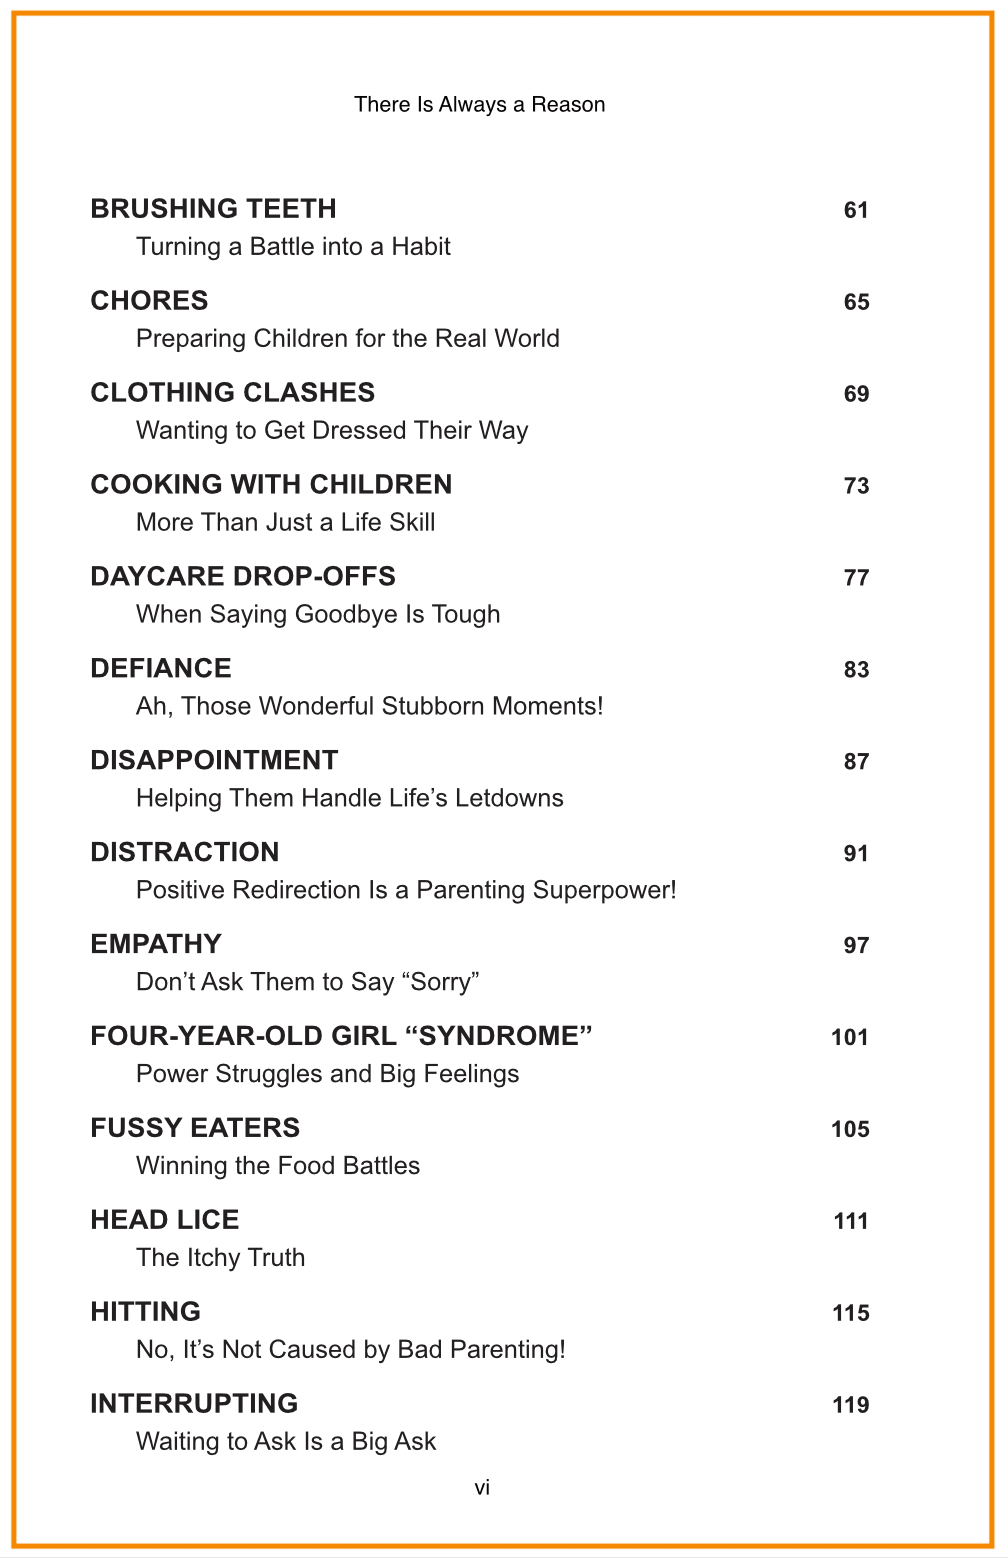 There Is Always a Reason
BRUSHING TEETH 61
Turning a Battle into a Habit
CHORES 65
Preparing Children for the Real World
CLOTHING CLASHES 69
Wanting to Get Dressed Their Way
COOKING WITH CHILDREN 73
More Than Just a Life Skill
DAYCARE DROP-OFFS 77
When Saying Goodbye Is Tough
DEFIANCE 83
Ah, Those Wonderful Stubborn Moments!
DISAPPOINTMENT 87
Helping Them Handle Life’s Letdowns
DISTRACTION 91
Positive Redirection Is a Parenting Superpower!
EMPATHY 97
Don’t Ask Them to Say “Sorry”
FOUR-YEAR-OLD GIRL “SYNDROME” 101
Power Struggles and Big Feelings
FUSSY EATERS 105
Winning the Food Battles
HEAD LICE 111
The Itchy Truth
HITTING 115
No, It’s Not Caused by Bad Parenting!
INTERRUPTING 119
Waiting to Ask Is a Big Ask
vi